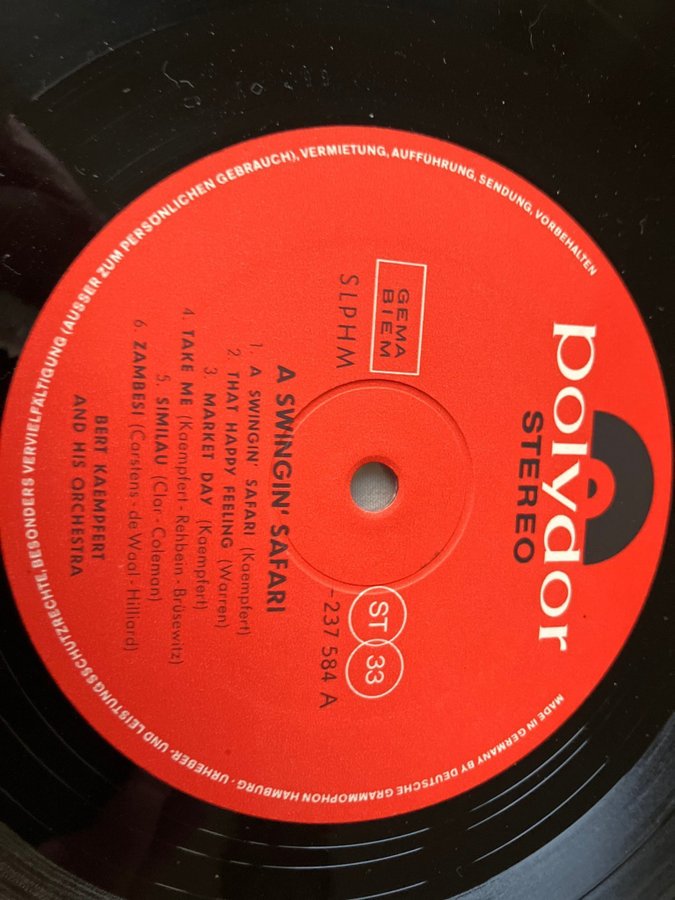 polydor
STEREO
GEMA
BIEM
ST 33
SLPHM 237 584 A
A SWINGIN' SAFARI
1. A SWINGIN' SAFARI (Kaempfert)
2. THAT HAPPY FEELING (Warren)
3. MARKET DAY (Kaempfert)
4. TAKE ME (Kaempfert - Rehbein - Brüsewitz)
5. SIMILAU (Clar - Coleman)
6. ZAMBESI (Carstens - de Waal - Hilliard)
BERT KAEMPFERT
AND HIS ORCHESTRA
MADE IN GERMANY BY DEUTSCHE GRAMMOPHON HAMBURG · URHEBER- UND LEISTUNGSSCHUTZRECHTE, BESONDERS VERVIELFÄLTIGUNG (AUSSER ZUM PERSÖNLICHEN GEBRAUCH), VERMIETUNG, AUFFÜHRUNG, SENDUNG, VORBEHALTEN